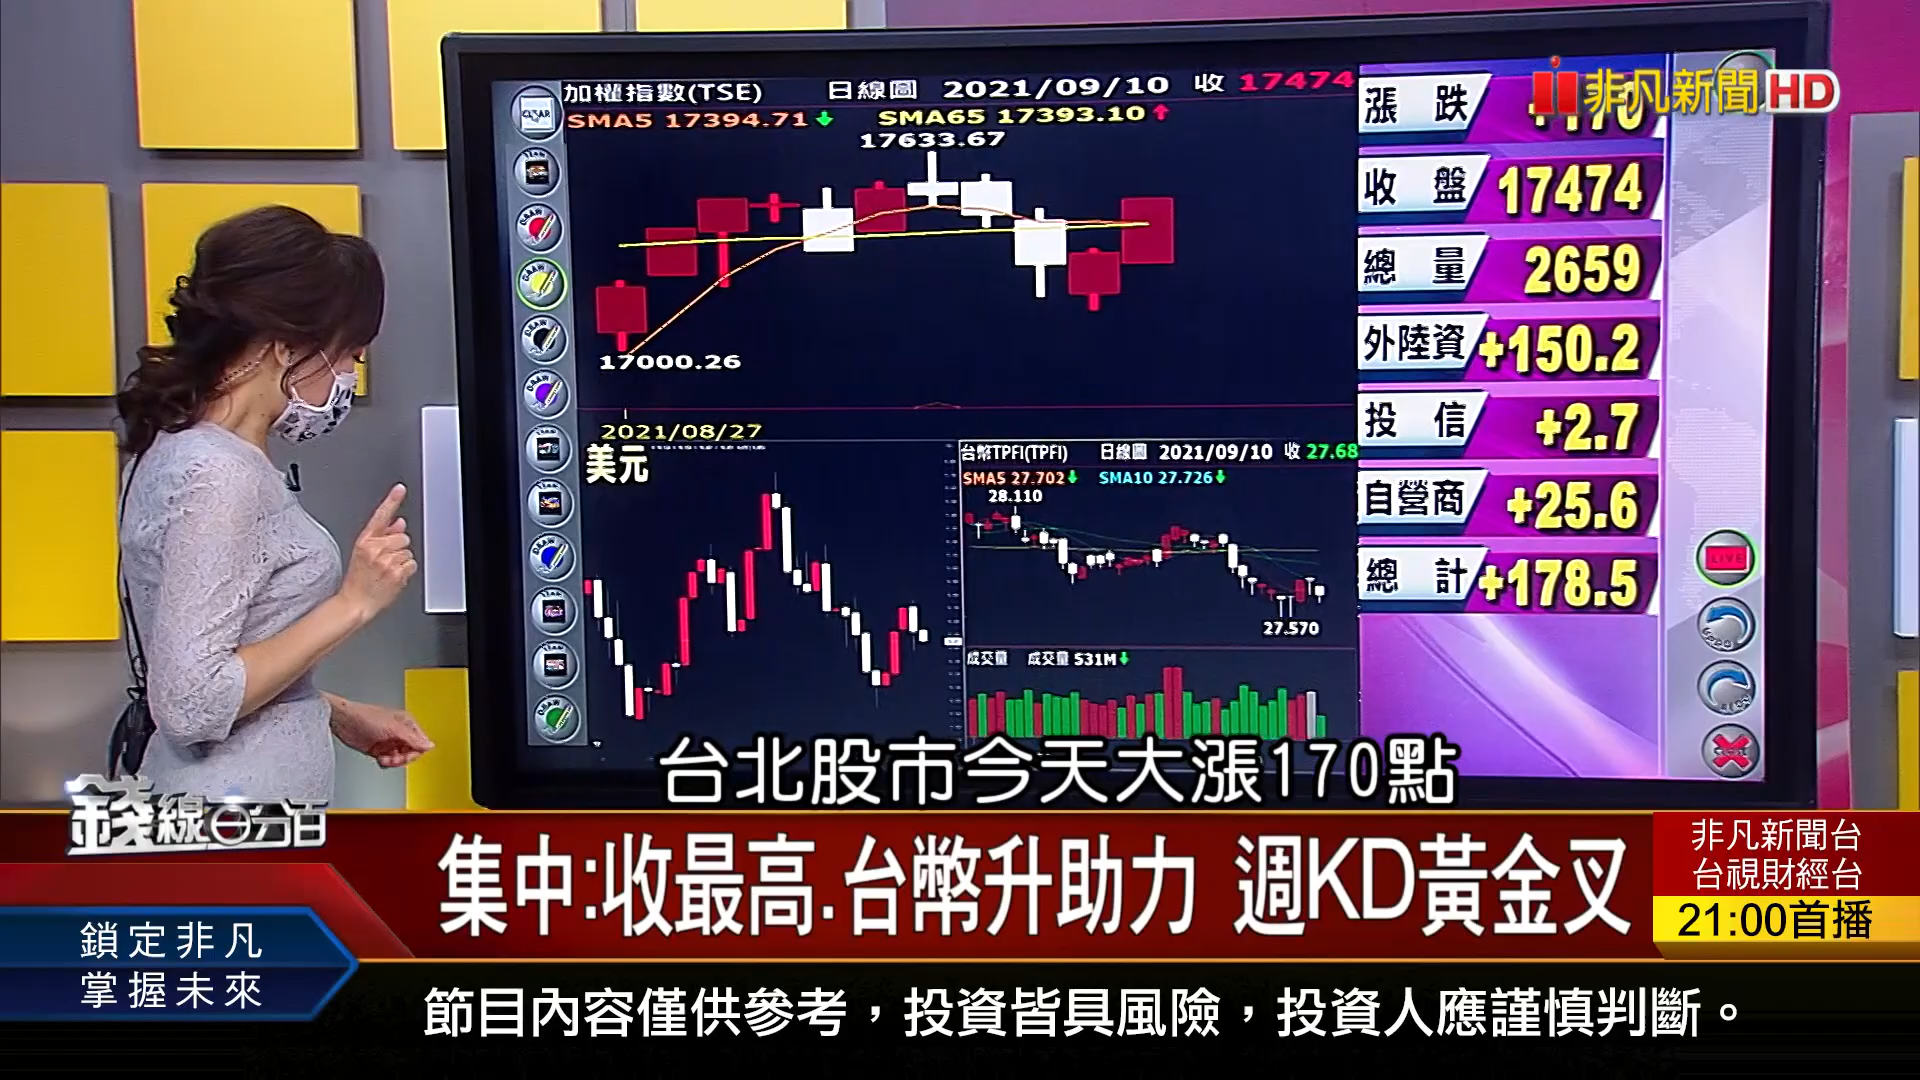 加權指數(TSE) 日線圖 2021/09/10 收 17474
SMA5 17394.71 SMA65 17393.10
17633.67
17000.26
2021/08/27
美元
台幣TPFI(TPFI) 日線圖 2021/09/10 收 27.68
SMA5 27.702 SMA10 27.726
28.110
27.570
成交量 成交量 531M
非凡新聞HD
漲跌
收盤 17474
總量 2659
外陸資 +150.2
投信 +2.7
自營商 +25.6
總計 +178.5
CLEAR
LIVE
台北股市今天大漲170點
錢線百分百
集中:收最高.台幣升助力 週KD黃金叉
非凡新聞台
台視財經台
21:00首播
鎖定非凡
掌握未來
節目內容僅供參考，投資皆具風險，投資人應謹慎判斷。